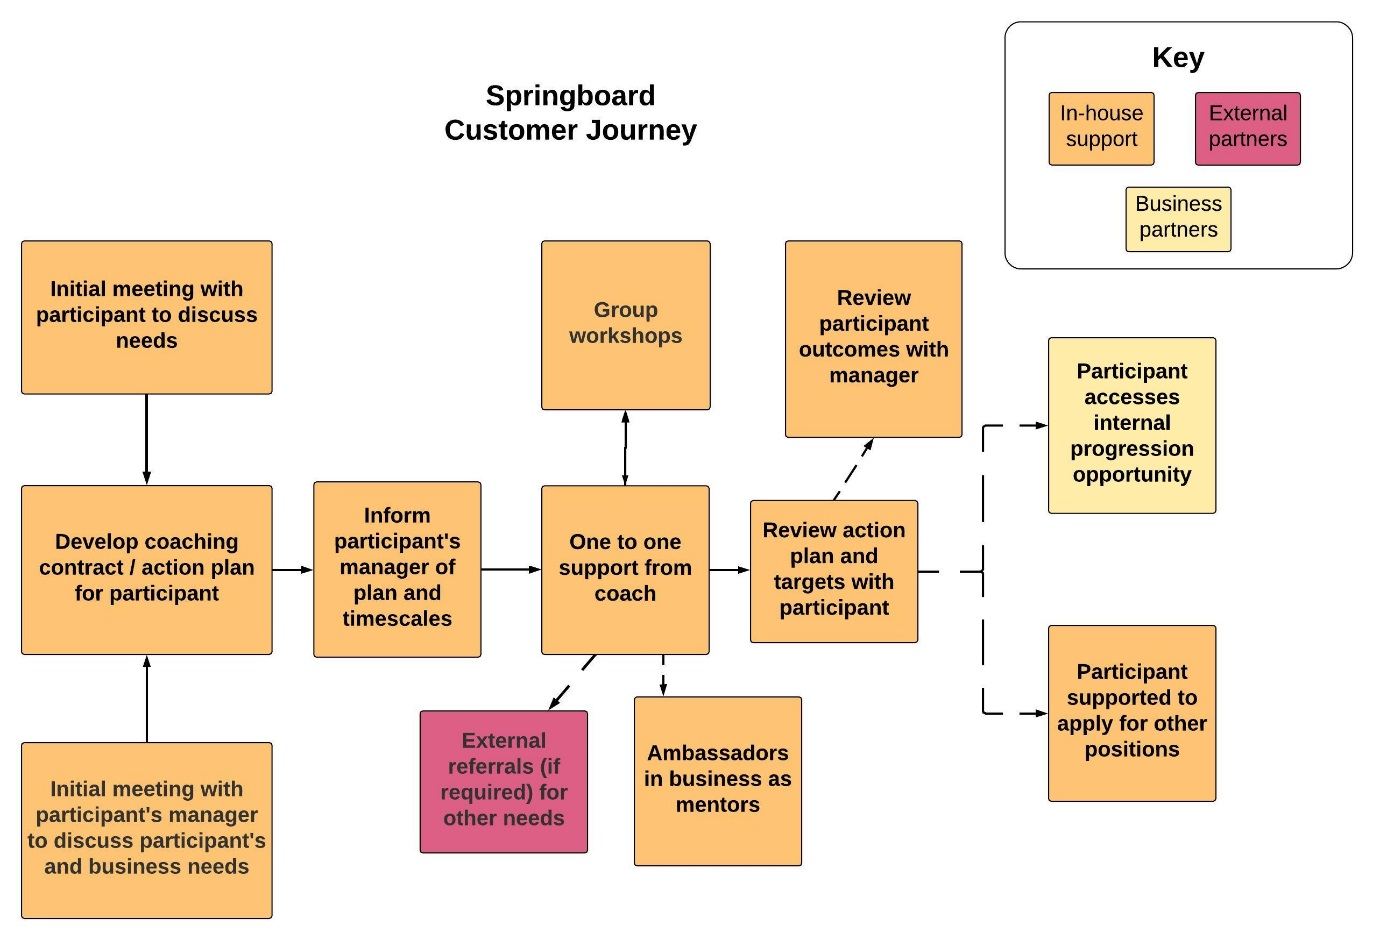 Springboard
Customer Journey
Key
In-house
support
External
partners
Business
partners
Initial meeting with
participant to discuss
needs
Group
workshops
Review
participant
outcomes with
manager
Participant
accesses
internal
progression
opportunity
Develop coaching
contract / action plan
for participant
Inform
participant's
manager of
plan and
timescales
One to one
support from
coach
Review action
plan and
targets with
participant
Participant
supported to
apply for other
positions
External
referrals (if
required) for
other needs
Ambassadors
in business as
mentors
Initial meeting with
participant's manager
to discuss participant's
and business needs